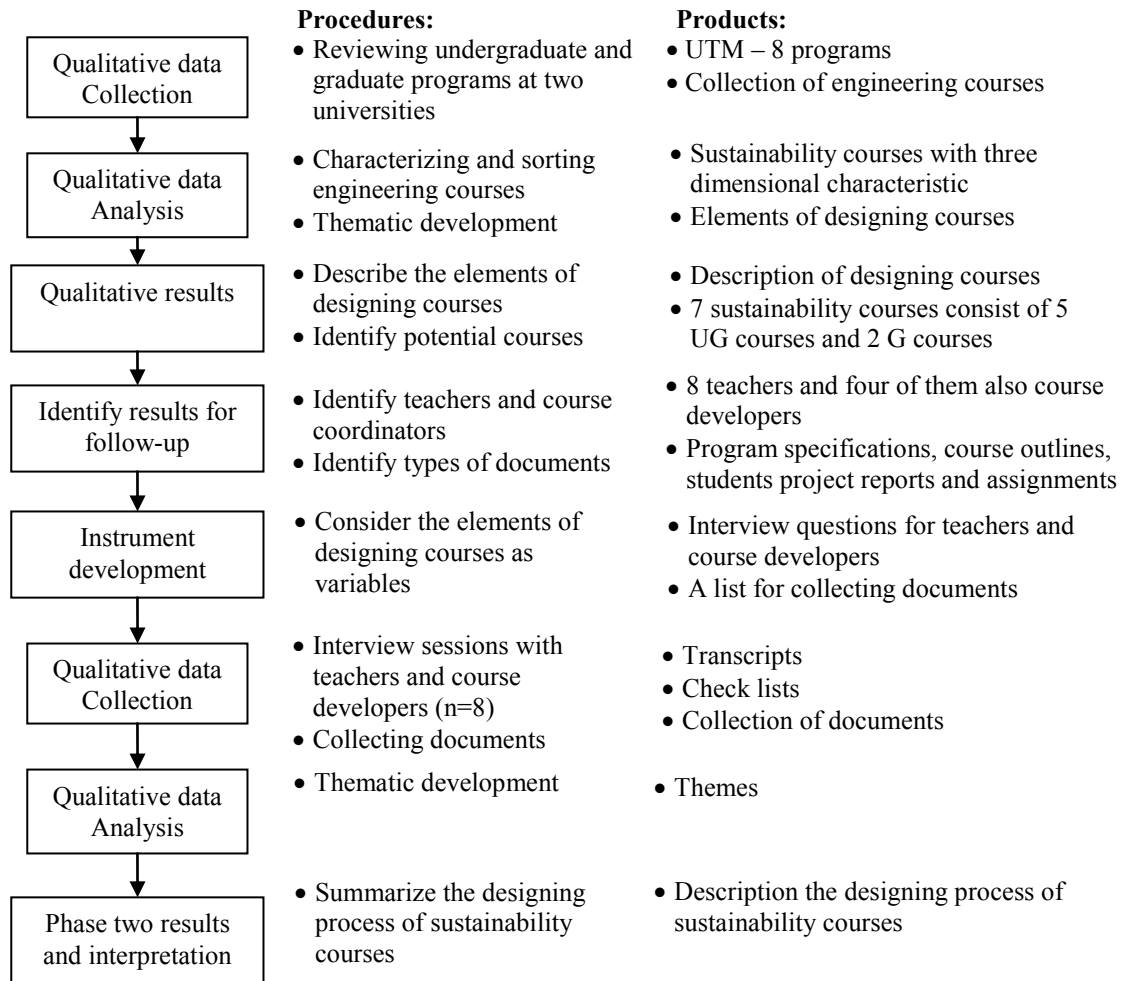 Procedures:
Products:
Qualitative data
Collection
• Reviewing undergraduate and
graduate programs at two
universities
• UTM – 8 programs
• Collection of engineering courses
Qualitative data
Analysis
• Characterizing and sorting
engineering courses
• Thematic development
• Sustainability courses with three
dimensional characteristic
• Elements of designing courses
Qualitative results
• Describe the elements of
designing courses
• Identify potential courses
• Description of designing courses
• 7 sustainability courses consist of 5
UG courses and 2 G courses
Identify results for
follow-up
• Identify teachers and course
coordinators
• Identify types of documents
• 8 teachers and four of them also course
developers
• Program specifications, course outlines,
students project reports and assignments
Instrument
development
• Consider the elements of
designing courses as
variables
• Interview questions for teachers and
course developers
• A list for collecting documents
Qualitative data
Collection
• Interview sessions with
teachers and course
developers (n=8)
• Collecting documents
• Transcripts
• Check lists
• Collection of documents
Qualitative data
Analysis
• Thematic development
• Themes
Phase two results
and interpretation
• Summarize the designing
process of sustainability
courses
• Description the designing process of
sustainability courses